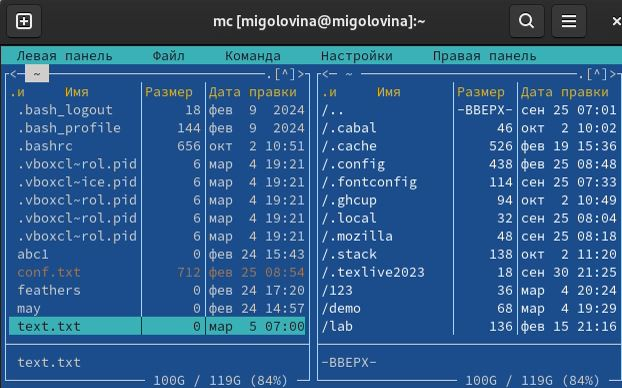 mc [migolovina@migolovina]:~
Левая панель Файл Команда Настройки Правая панель
<— ~ .[^]> <— ~ .[^]>
.и Имя Размер Дата правки .и Имя Размер Дата правки
.bash_logout 18 фев 9 2024 /.. -ВВЕРХ- сен 25 07:01
.bash_profile 144 фев 9 2024 /.cabal 46 окт 2 10:02
.bashrc 656 окт 2 10:51 /.cache 526 фев 19 15:36
.vboxcl~rol.pid 6 мар 4 19:21 /.config 438 фев 25 08:48
.vboxcl~ice.pid 6 мар 4 19:21 /.fontconfig 114 сен 25 07:33
.vboxcl~rol.pid 6 мар 4 19:21 /.ghcup 94 окт 2 10:49
.vboxcl~rol.pid 6 мар 4 19:21 /.local 32 сен 25 08:04
.vboxcl~rol.pid 6 мар 4 19:21 /.mozilla 48 сен 25 08:18
abc1 0 фев 24 15:43 /.stack 138 окт 2 11:20
conf.txt 712 фев 25 08:54 /.texlive2023 18 сен 30 21:25
feathers 0 фев 24 17:20 /123 36 мар 4 20:24
may 0 фев 24 14:57 /demo 68 мар 4 19:29
text.txt 0 мар 5 07:00 /lab 136 фев 15 21:16
text.txt -ВВЕРХ-
100G / 119G (84%) 100G / 119G (84%)